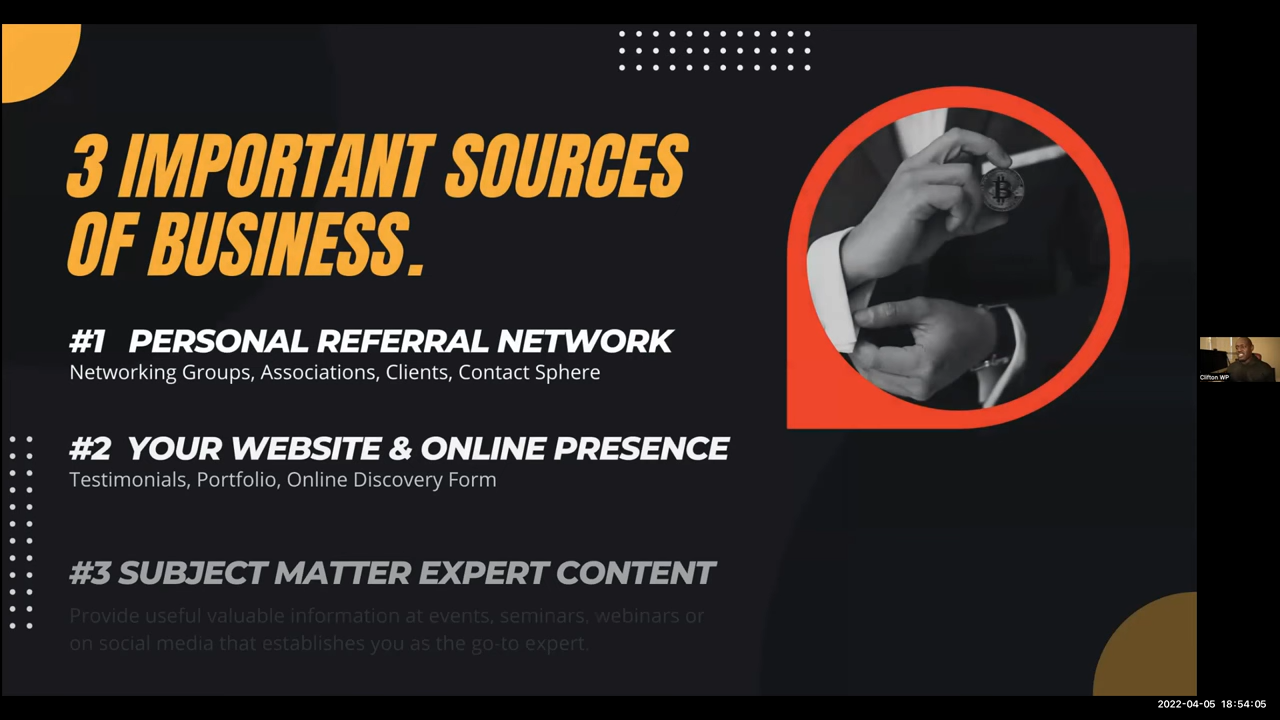 3 IMPORTANT SOURCES
OF BUSINESS.
#1 PERSONAL REFERRAL NETWORK
Networking Groups, Associations, Clients, Contact Sphere
#2 YOUR WEBSITE & ONLINE PRESENCE
Testimonials, Portfolio, Online Discovery Form
#3 SUBJECT MATTER EXPERT CONTENT
Provide useful valuable information at events, seminars, webinars or
on social media that establishes you as the go-to expert.
Clifton WP
2022-04-05 18:54:05